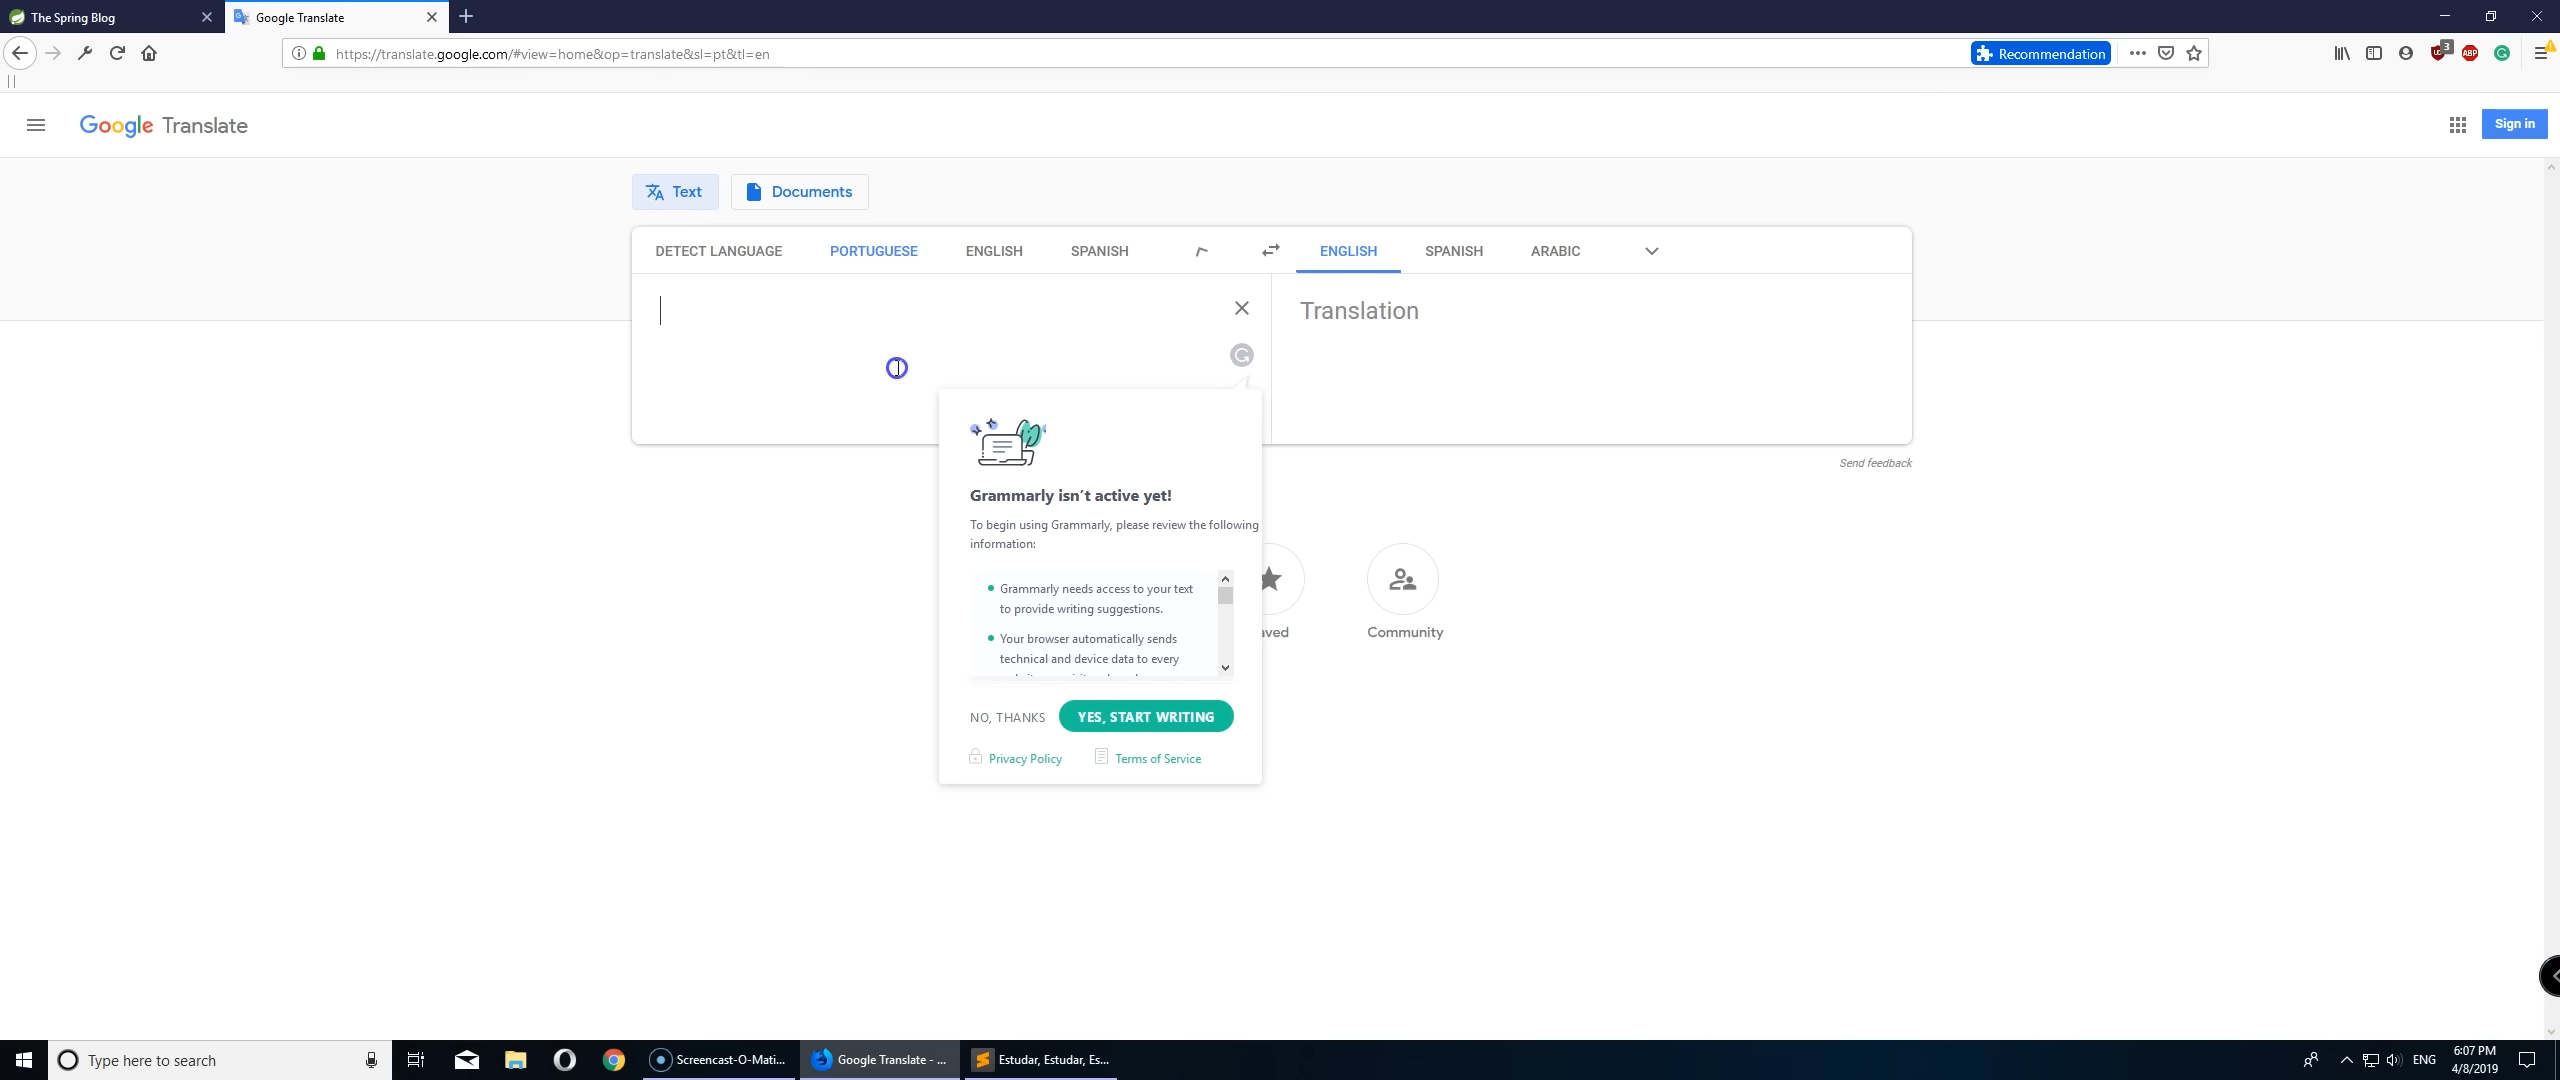 The Spring Blog
Google Translate
https://translate.google.com/#view=home&op=translate&sl=pt&tl=en
Recommendation
3
ABP
Google Translate
Sign in
Text
Documents
DETECT LANGUAGE
PORTUGUESE
ENGLISH
SPANISH
ENGLISH
SPANISH
ARABIC
Translation
Send feedback
Grammarly isn't active yet!
To begin using Grammarly, please review the following
information:
Grammarly needs access to your text
to provide writing suggestions.
Your browser automatically sends
technical and device data to every
NO, THANKS
YES, START WRITING
Privacy Policy
Terms of Service
aved
Community
Type here to search
Screencast-O-Mati...
Google Translate - ...
Estudar, Estudar, Es...
ENG
6:07 PM
4/8/2019